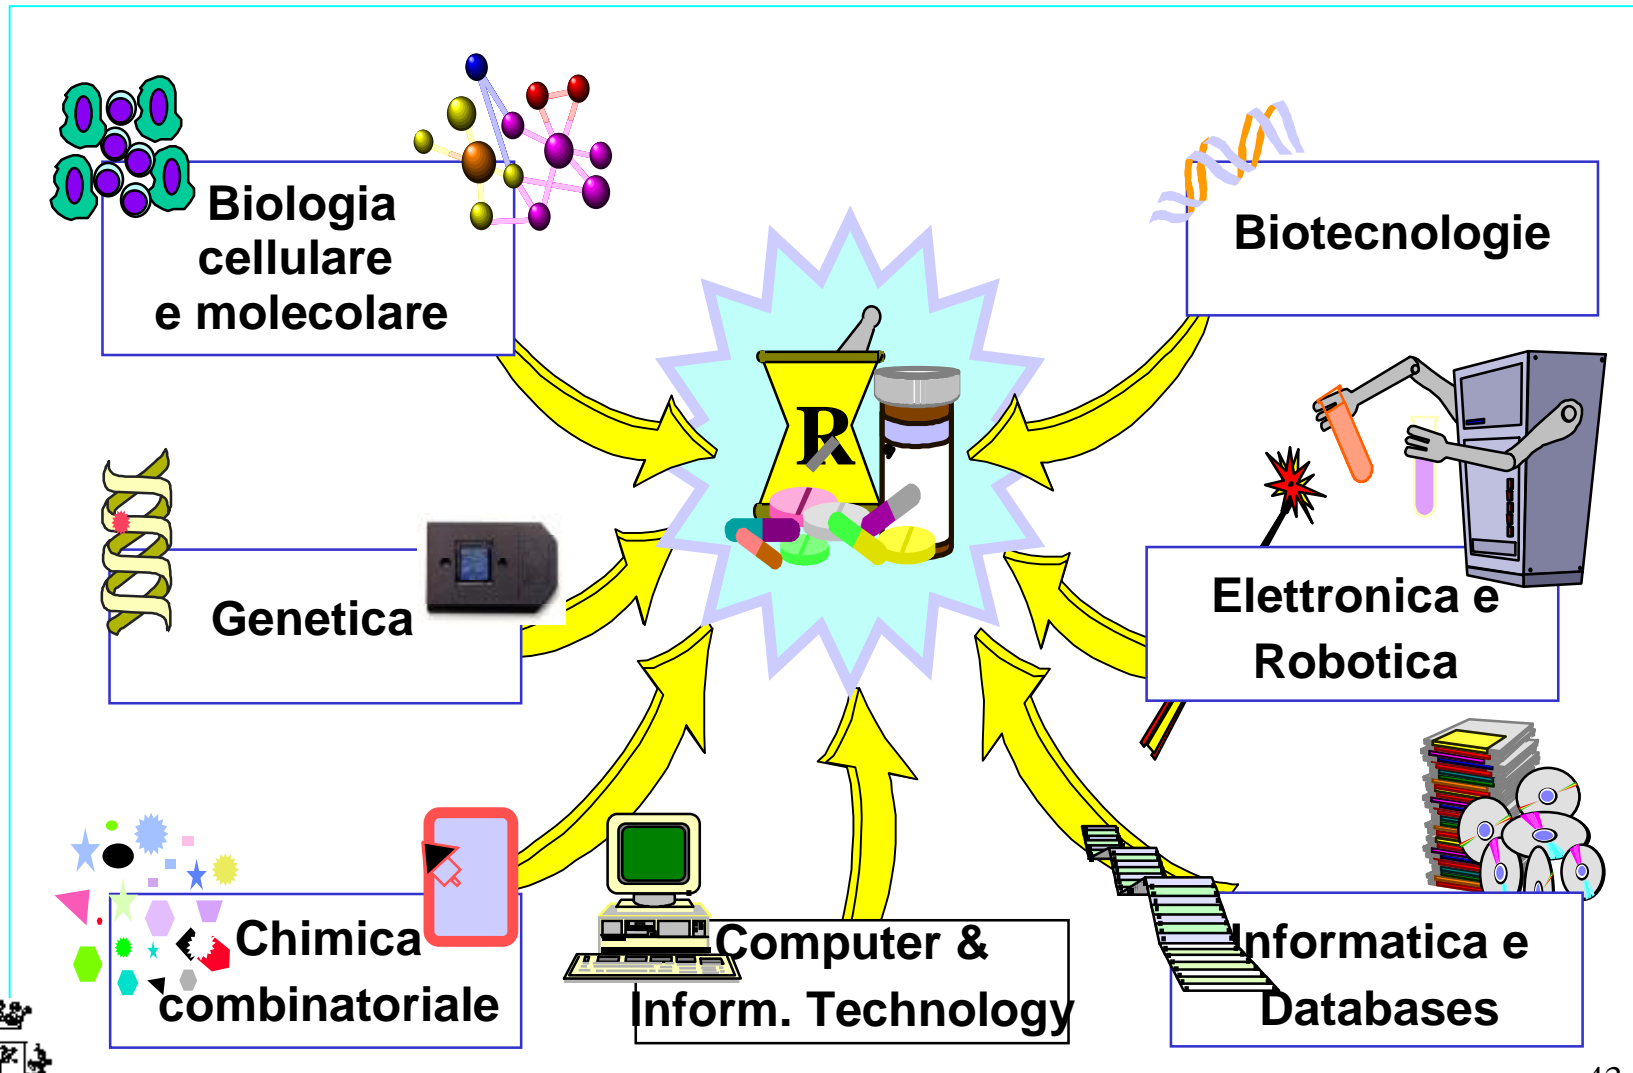 Biologia
cellulare
e molecolare
Biotecnologie
R
Genetica
Elettronica e
Robotica
Chimica
combinatoriale
Computer &
Inform. Technology
Informatica e
Databases